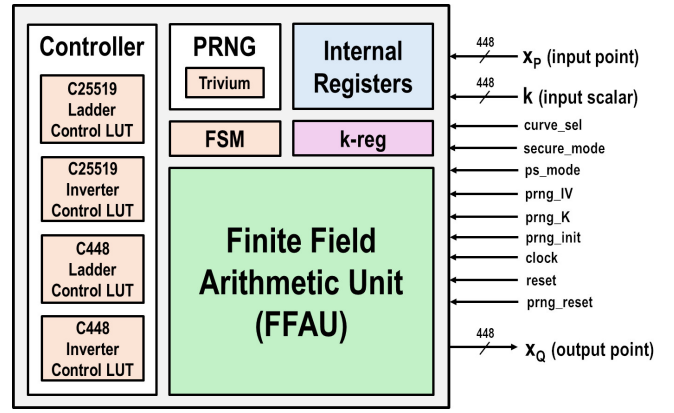 Controller
C25519
Ladder
Control LUT
C25519
Inverter
Control LUT
C448
Ladder
Control LUT
C448
Inverter
Control LUT
PRNG
Trivium
Internal
Registers
FSM
k-reg
Finite Field
Arithmetic Unit
(FFAU)
448
xP (input point)
448
k (input scalar)
curve_sel
secure_mode
ps_mode
prng_IV
prng_K
prng_init
clock
reset
prng_reset
448
xQ (output point)